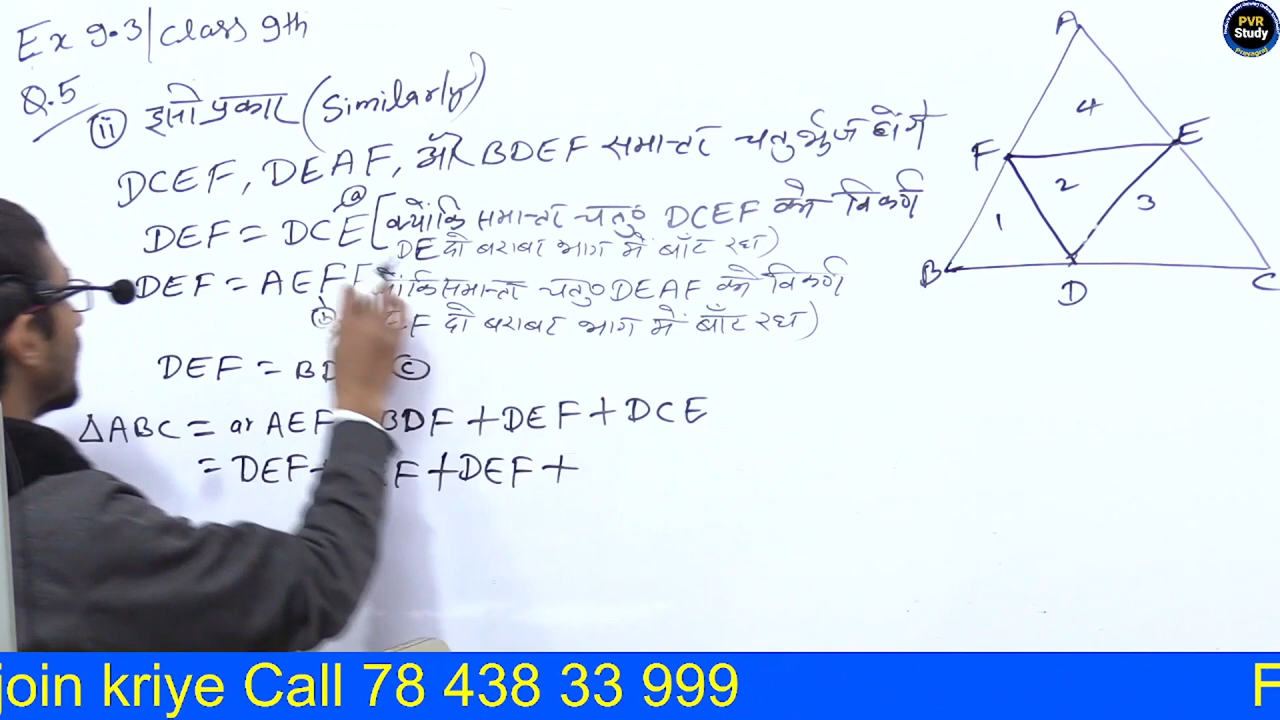 Ex 9.3/class 9th
Q.5
ii इसी प्रकार (Similarly)
DCEF, DEAF, और BDEF समान्तर चतुर्भुज होंगे
DEF = DCE [क्योंकि समान्तर चतु० DCEF को विकर्ण
a
DE दो बराबर भाग में बाँट रहा)
DEF = AEF
समान्तर चतु० DEAF को विकर्ण
दो बराबर भाग में बाँट रहा)
DEF = BD
c
△ABC = ar AEF BDF + DEF + DCE
= DEF + EF + DEF +
A
4
F
E
2
1
3
B
D
C
PVR
Study
join kriye Call 78 438 33 999
F